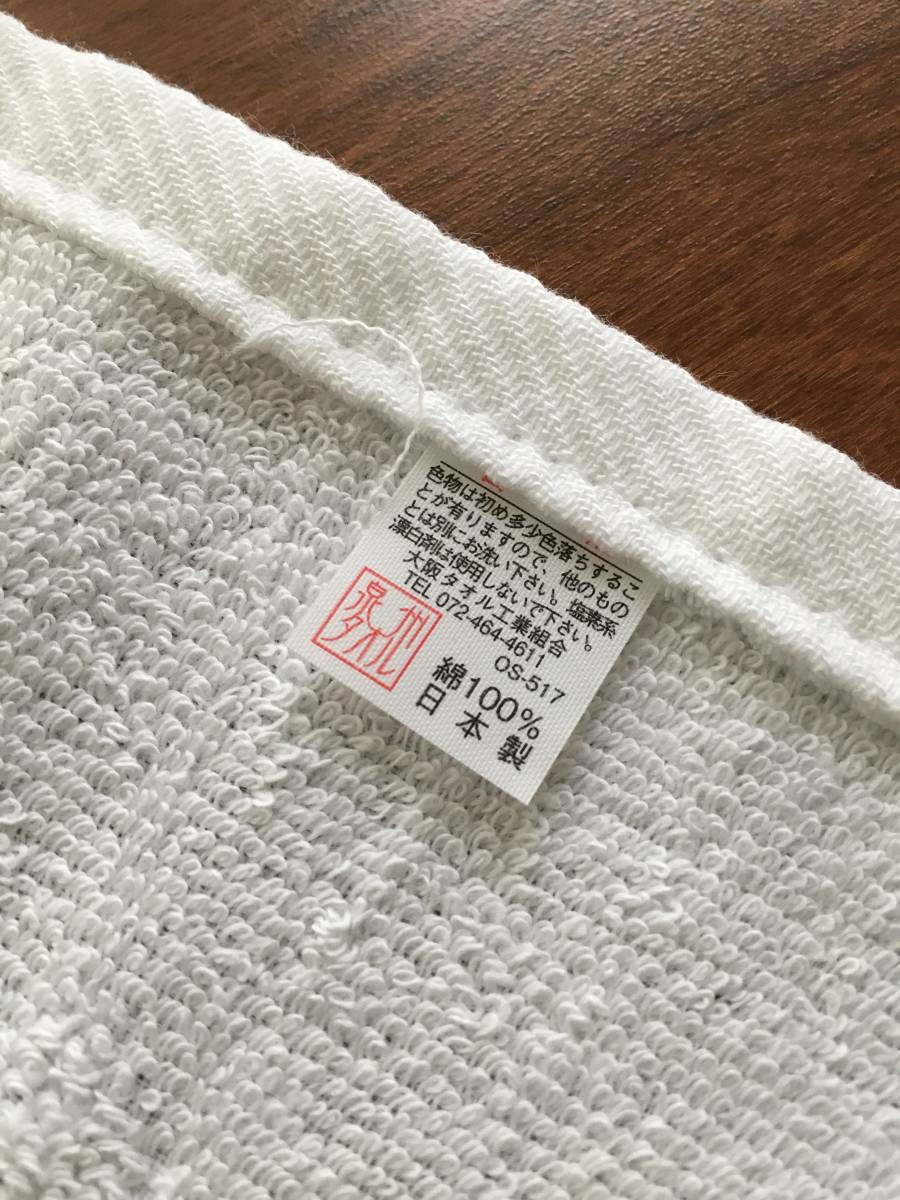 色物は初め多少色落ちするこ
とが有りますので、他のもの
とは別にお洗い下さい。塩素系
漂白剤は使用しないで下さい。
大阪タオル工業組合
TEL 072-464-4611
OS-517
泉州
タオル
綿100%
日本製